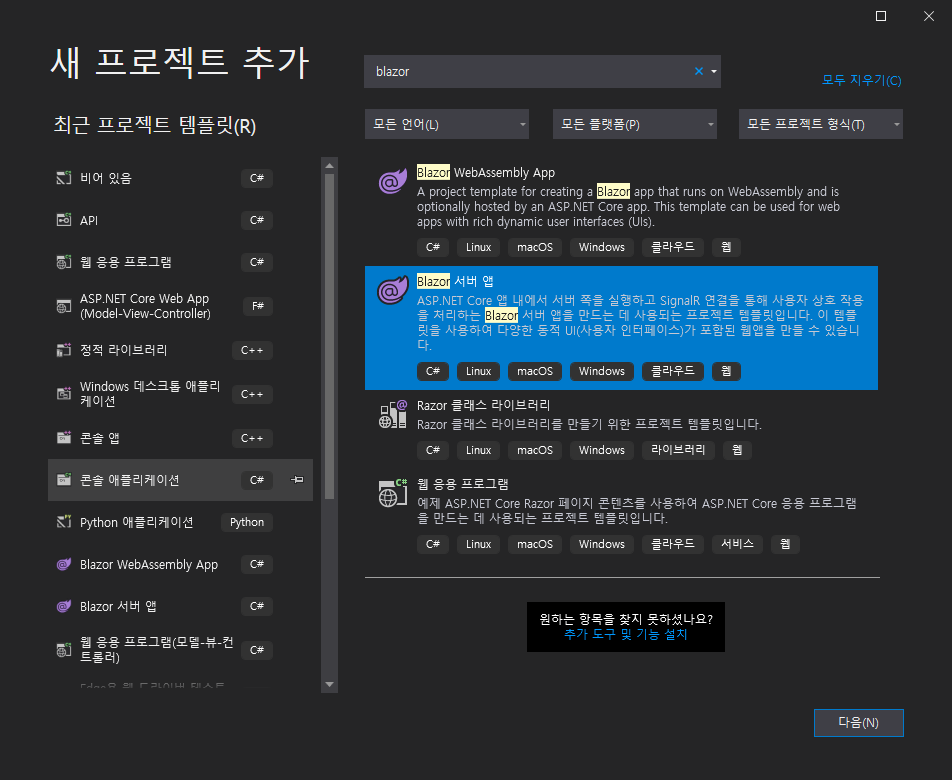 새 프로젝트 추가
최근 프로젝트 템플릿(R)
비어 있음 C#
API C#
웹 응용 프로그램 C#
ASP.NET Core Web App
(Model-View-Controller) F#
정적 라이브러리 C++
Windows 데스크톱 애플리
케이션 C++
콘솔 앱 C++
콘솔 애플리케이션 C#
Python 애플리케이션 Python
Blazor WebAssembly App C#
Blazor 서버 앱 C#
웹 응용 프로그램(모델-뷰-컨
트롤러) C#
blazor
모두 지우기(C)
모든 언어(L) 모든 플랫폼(P) 모든 프로젝트 형식(T)
Blazor WebAssembly App
A project template for creating a Blazor app that runs on WebAssembly and is
optionally hosted by an ASP.NET Core app. This template can be used for web
apps with rich dynamic user interfaces (UIs).
C# Linux macOS Windows 클라우드 웹
Blazor 서버 앱
ASP.NET Core 앱 내에서 서버 쪽을 실행하고 SignalR 연결을 통해 사용자 상호 작용
을 처리하는 Blazor 서버 앱을 만드는 데 사용되는 프로젝트 템플릿입니다. 이 템플
릿을 사용하여 다양한 동적 UI(사용자 인터페이스)가 포함된 웹앱을 만들 수 있습니
다.
C# Linux macOS Windows 클라우드 웹
Razor 클래스 라이브러리
Razor 클래스 라이브러리를 만들기 위한 프로젝트 템플릿입니다.
C# Linux macOS Windows 라이브러리 웹
웹 응용 프로그램
예제 ASP.NET Core Razor 페이지 콘텐츠를 사용하여 ASP.NET Core 응용 프로그램
을 만드는 데 사용되는 프로젝트 템플릿입니다.
C# Linux macOS Windows 클라우드 서비스 웹
원하는 항목을 찾지 못하셨나요?
추가 도구 및 기능 설치
다음(N)